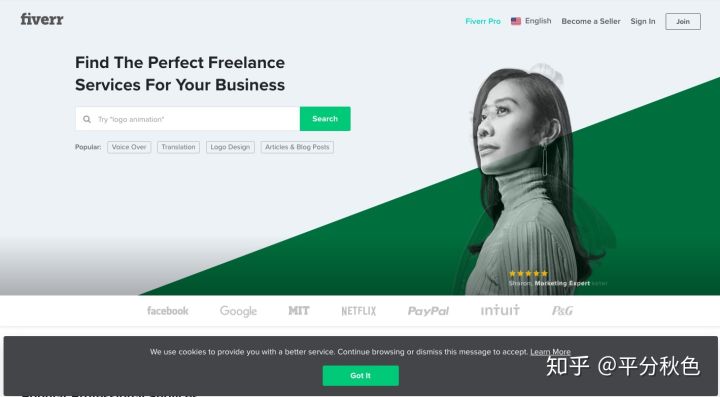 fiverr
Fiverr Pro English Become a Seller Sign In Join
Find The Perfect Freelance
Services For Your Business
Try "logo animation" Search
Popular: Voice Over Translation Logo Design Articles & Blog Posts
Sharon, Marketing Expert
facebook Google MIT NETFLIX PayPal intuit P&G
We use cookies to provide you with a better service. Continue browsing or dismiss this message to accept. Learn More
Got It
知乎 @平分秋色